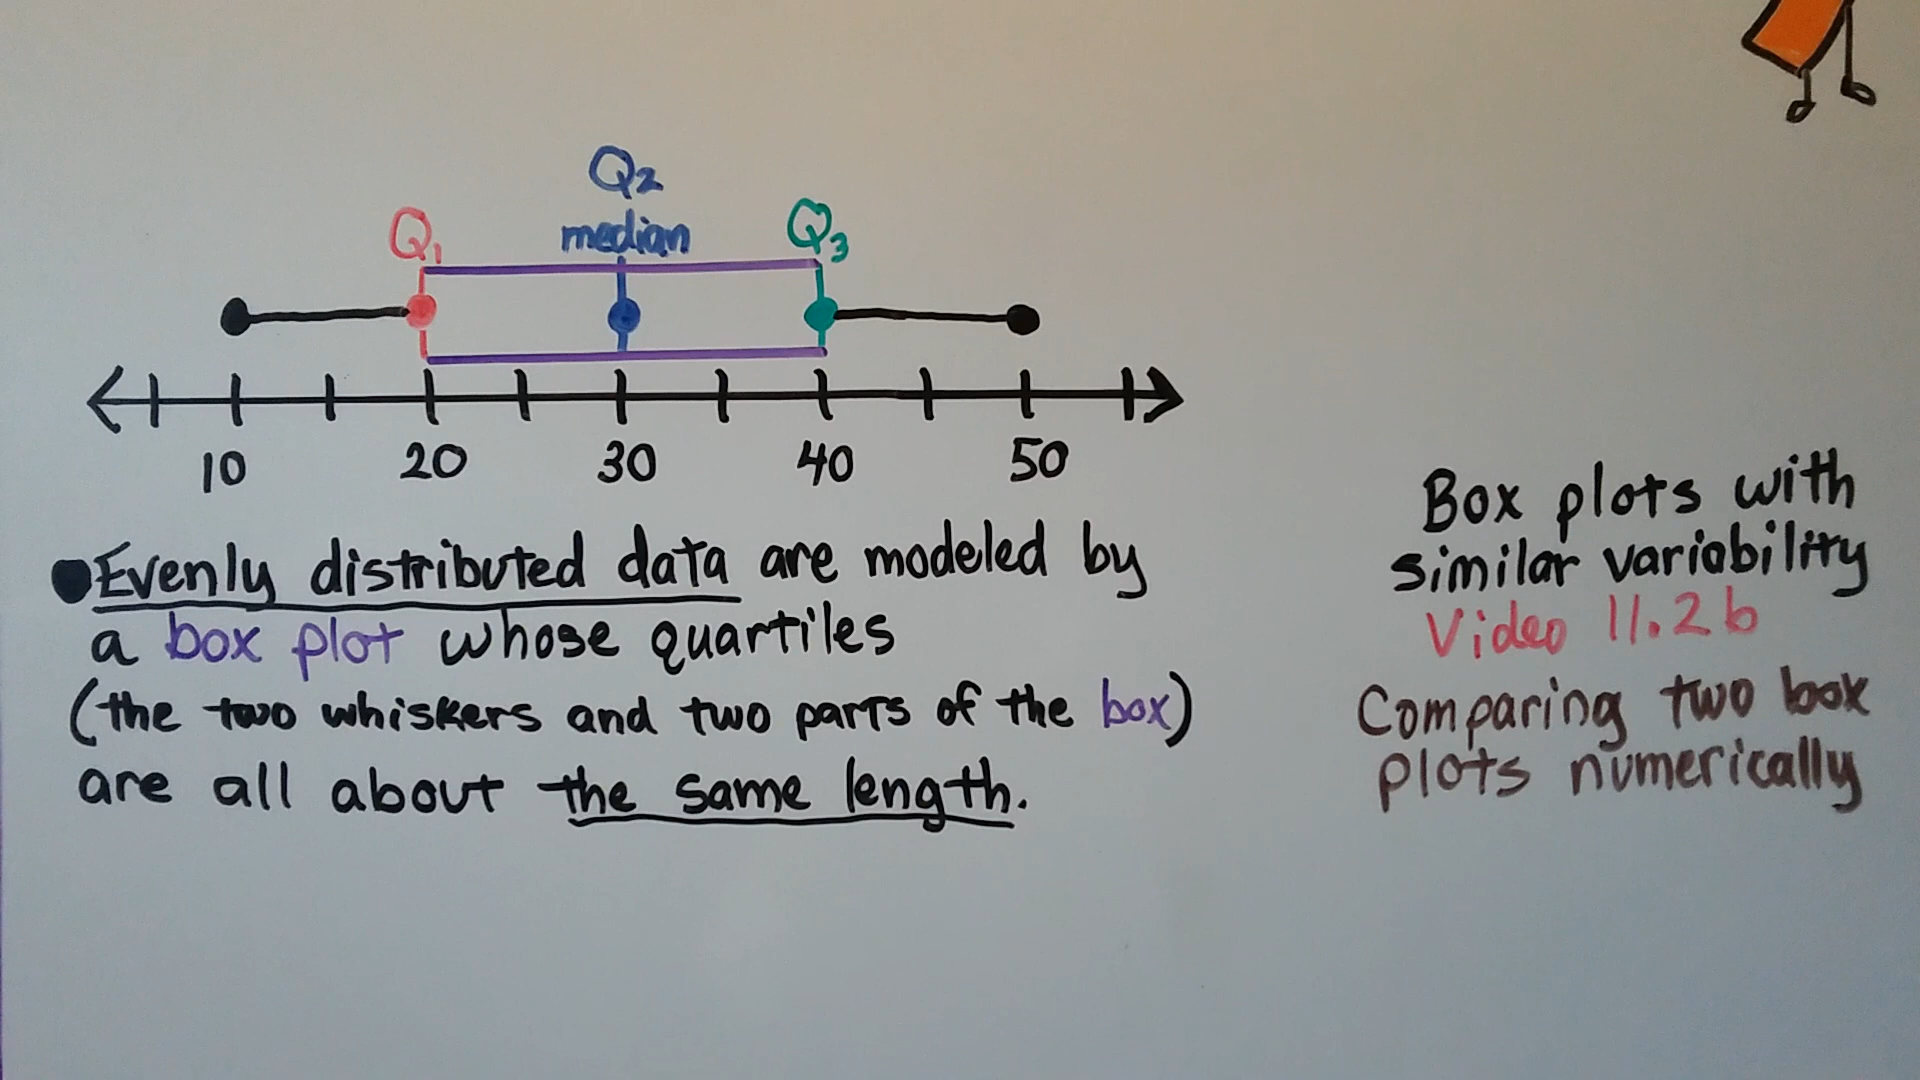 Q2
median
Q1
Q3
10 20 30 40 50
Evenly distributed data are modeled by
a box plot whose quartiles
(the two whiskers and two parts of the box)
are all about the same length.
Box plots with
similar variability
Video 11.2b
Comparing two box
plots numerically